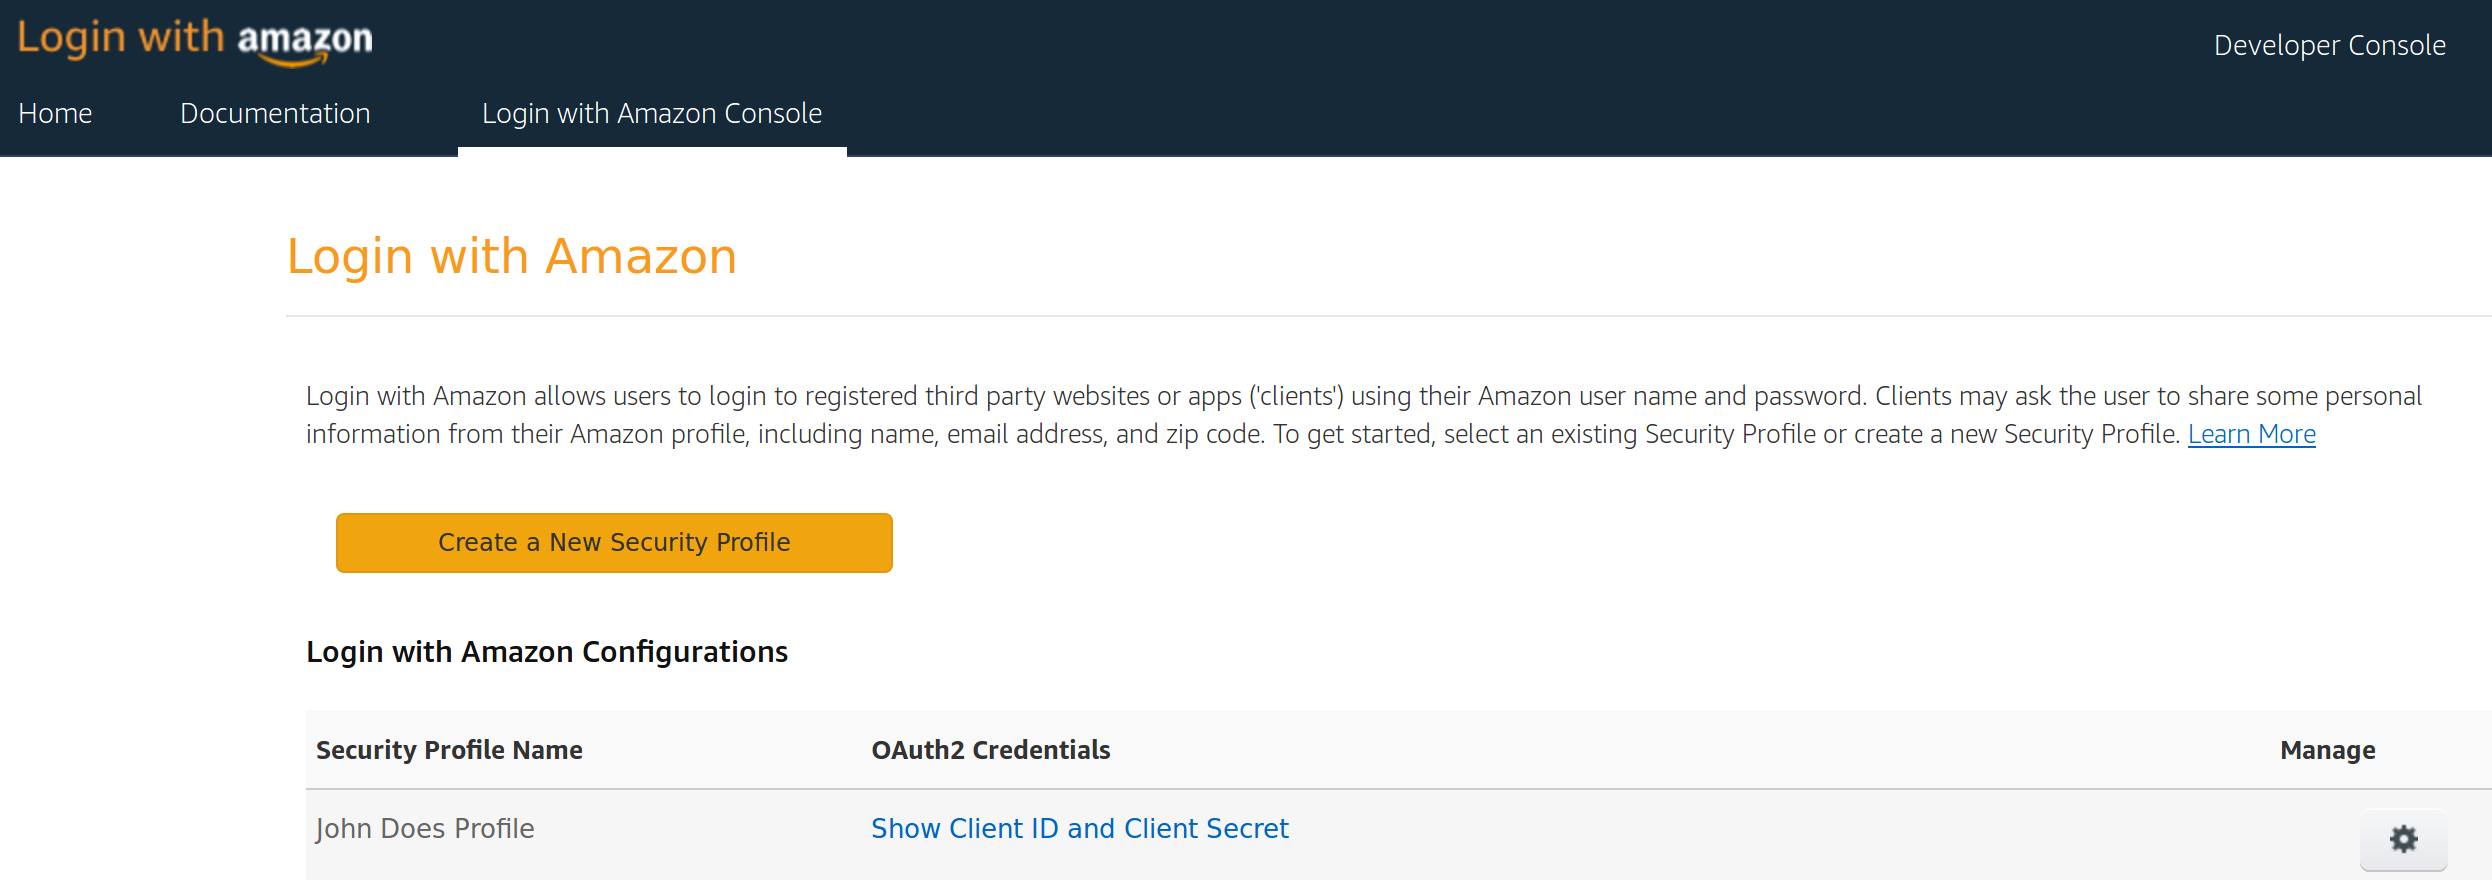 Login with amazon
Developer Console
Home Documentation Login with Amazon Console
Login with Amazon
Login with Amazon allows users to login to registered third party websites or apps ('clients') using their Amazon user name and password. Clients may ask the user to share some personal
information from their Amazon profile, including name, email address, and zip code. To get started, select an existing Security Profile or create a new Security Profile. Learn More
Create a New Security Profile
Login with Amazon Configurations
Security Profile Name OAuth2 Credentials Manage
John Does Profile Show Client ID and Client Secret